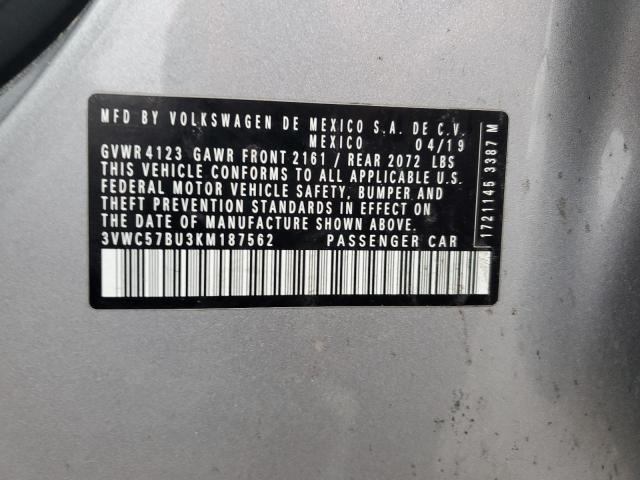 MFD BY VOLKSWAGEN DE MEXICO S.A. DE C.V.
MEXICO 04/19
GVWR 4123 GAWR FRONT 2161 / REAR 2072 LBS
THIS VEHICLE CONFORMS TO ALL APPLICABLE U.S.
FEDERAL MOTOR VEHICLE SAFETY, BUMPER AND
THEFT PREVENTION STANDARDS IN EFFECT ON
THE DATE OF MANUFACTURE SHOWN ABOVE.
3VWC57BU3KM187562 PASSENGER CAR
1721145 3387 M